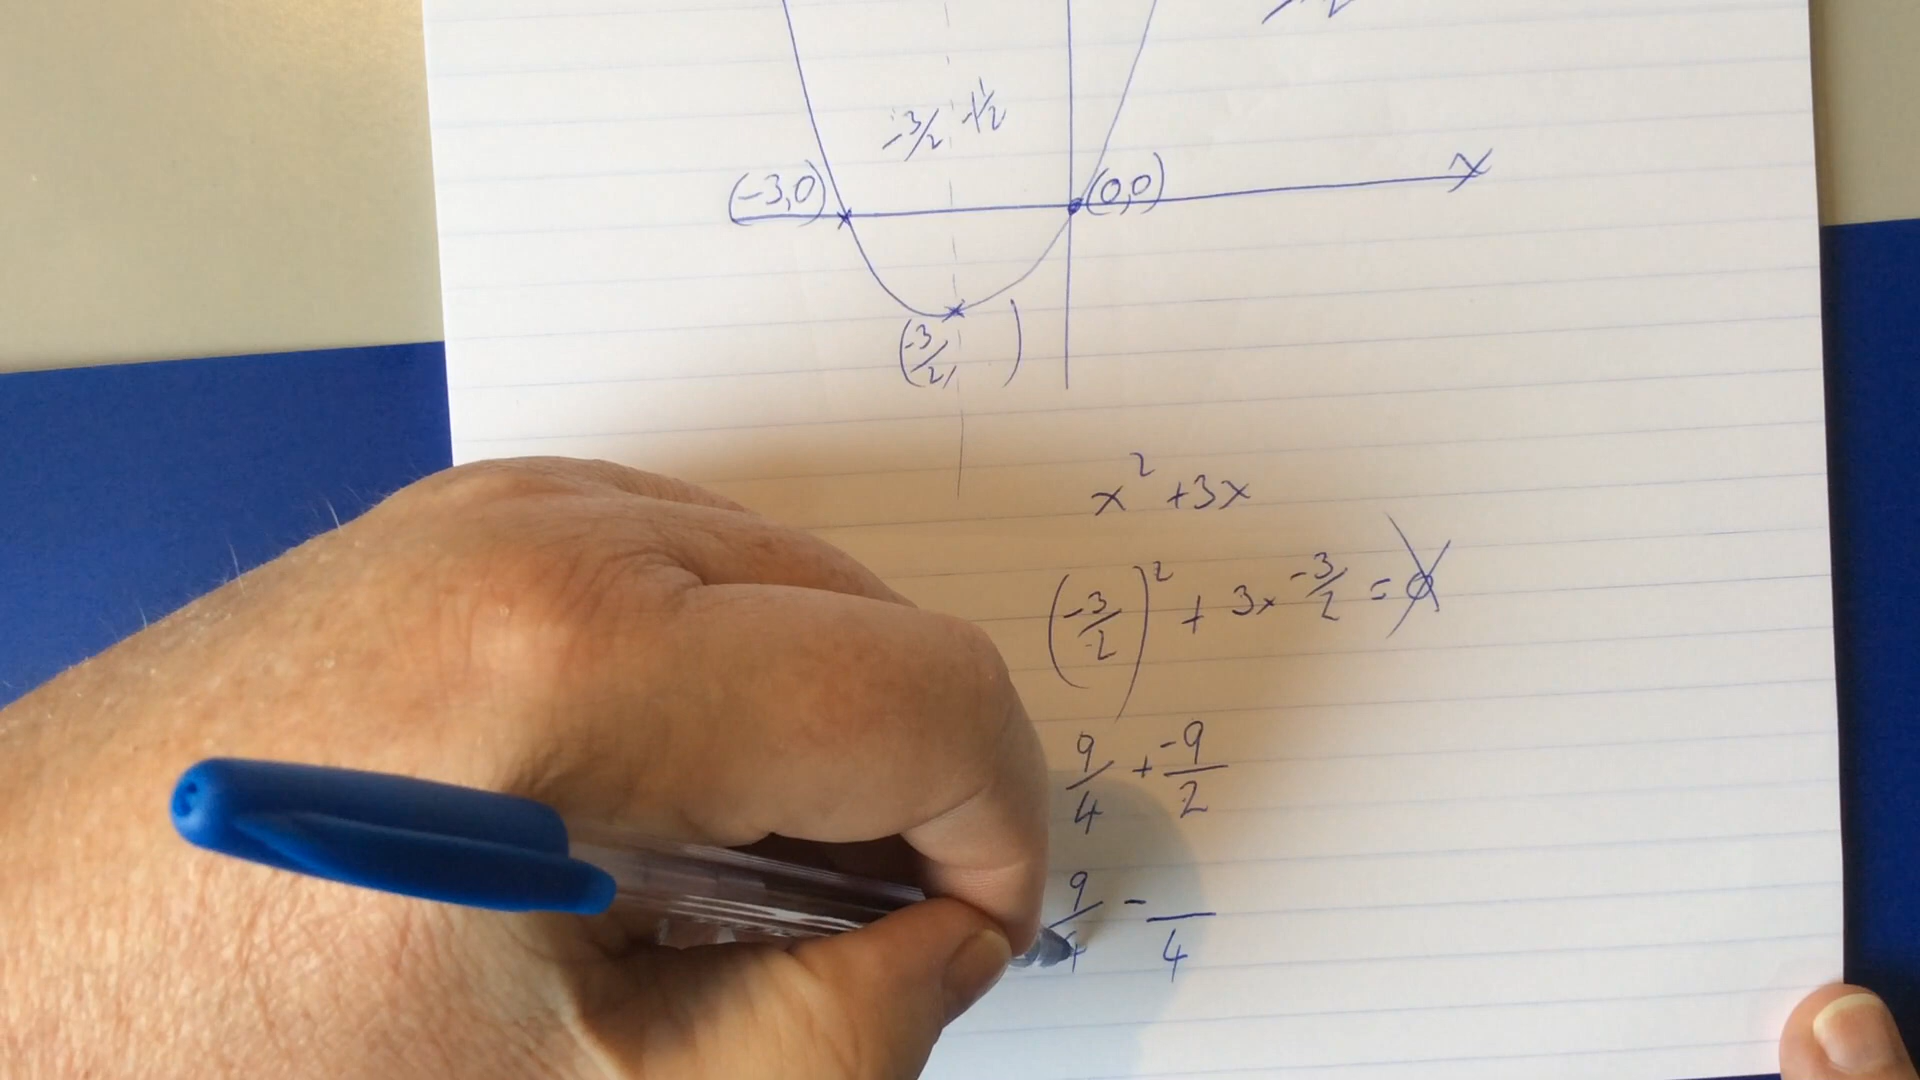 -3/2 -1/2
(-3,0) (0,0) x
(-3/2, )
x² +3x
(-3/2)² + 3x -3/2 = 0
9/4 + -9/2
9/4 - /4